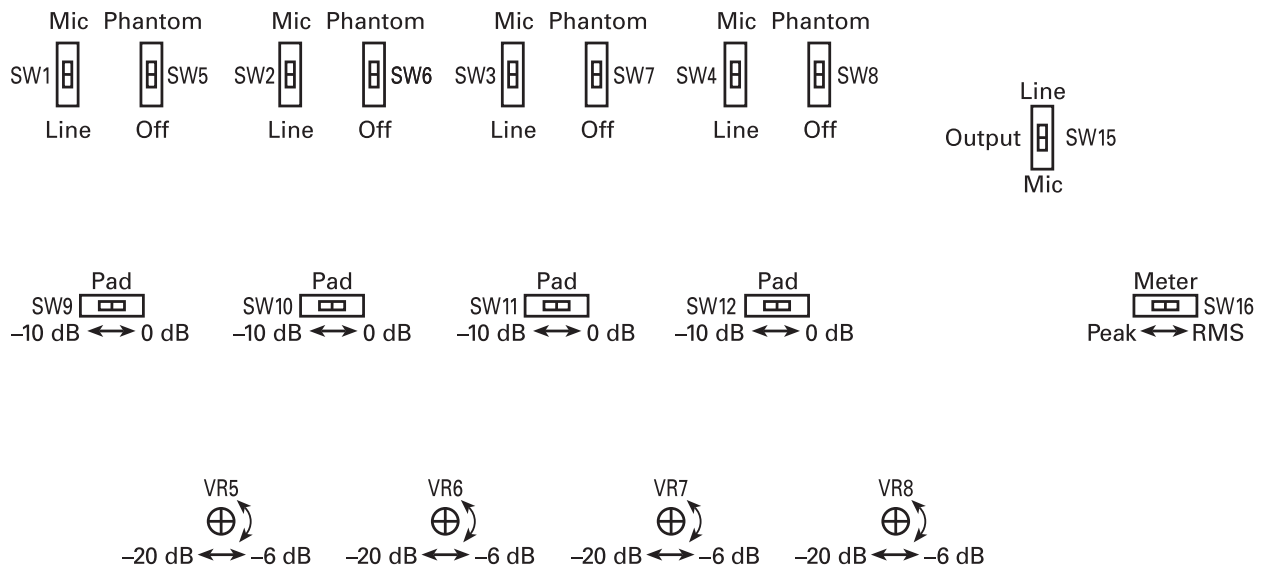 Mic Phantom Mic Phantom Mic Phantom Mic Phantom
SW1 SW5 SW2 SW6 SW3 SW7 SW4 SW8
Line Off Line Off Line Off Line Off
Line
Output SW15
Mic
Pad Pad Pad Pad Meter
SW9 SW10 SW11 SW12 SW16
–10 dB 0 dB –10 dB 0 dB –10 dB 0 dB –10 dB 0 dB Peak RMS
VR5 VR6 VR7 VR8
–20 dB –6 dB –20 dB –6 dB –20 dB –6 dB –20 dB –6 dB